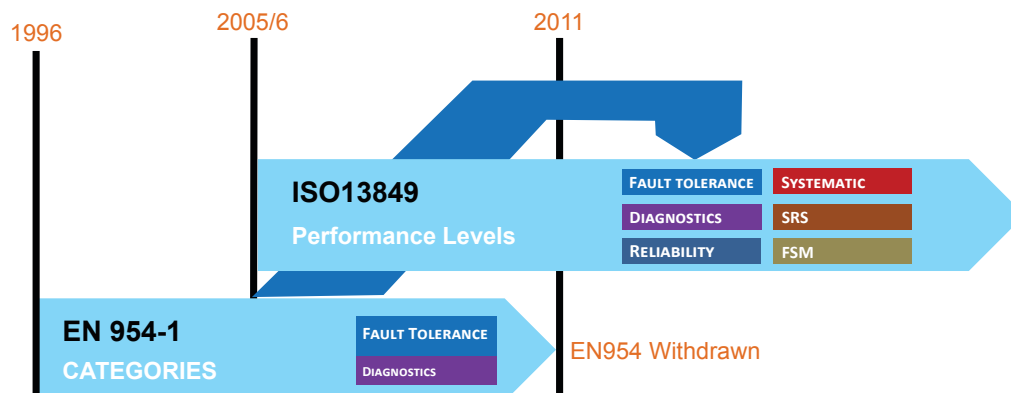 1996
2005/6
2011
ISO13849
Performance Levels
FAULT TOLERANCE
SYSTEMATIC
DIAGNOSTICS
SRS
RELIABILITY
FSM
EN 954-1
CATEGORIES
FAULT TOLERANCE
DIAGNOSTICS
EN954 Withdrawn